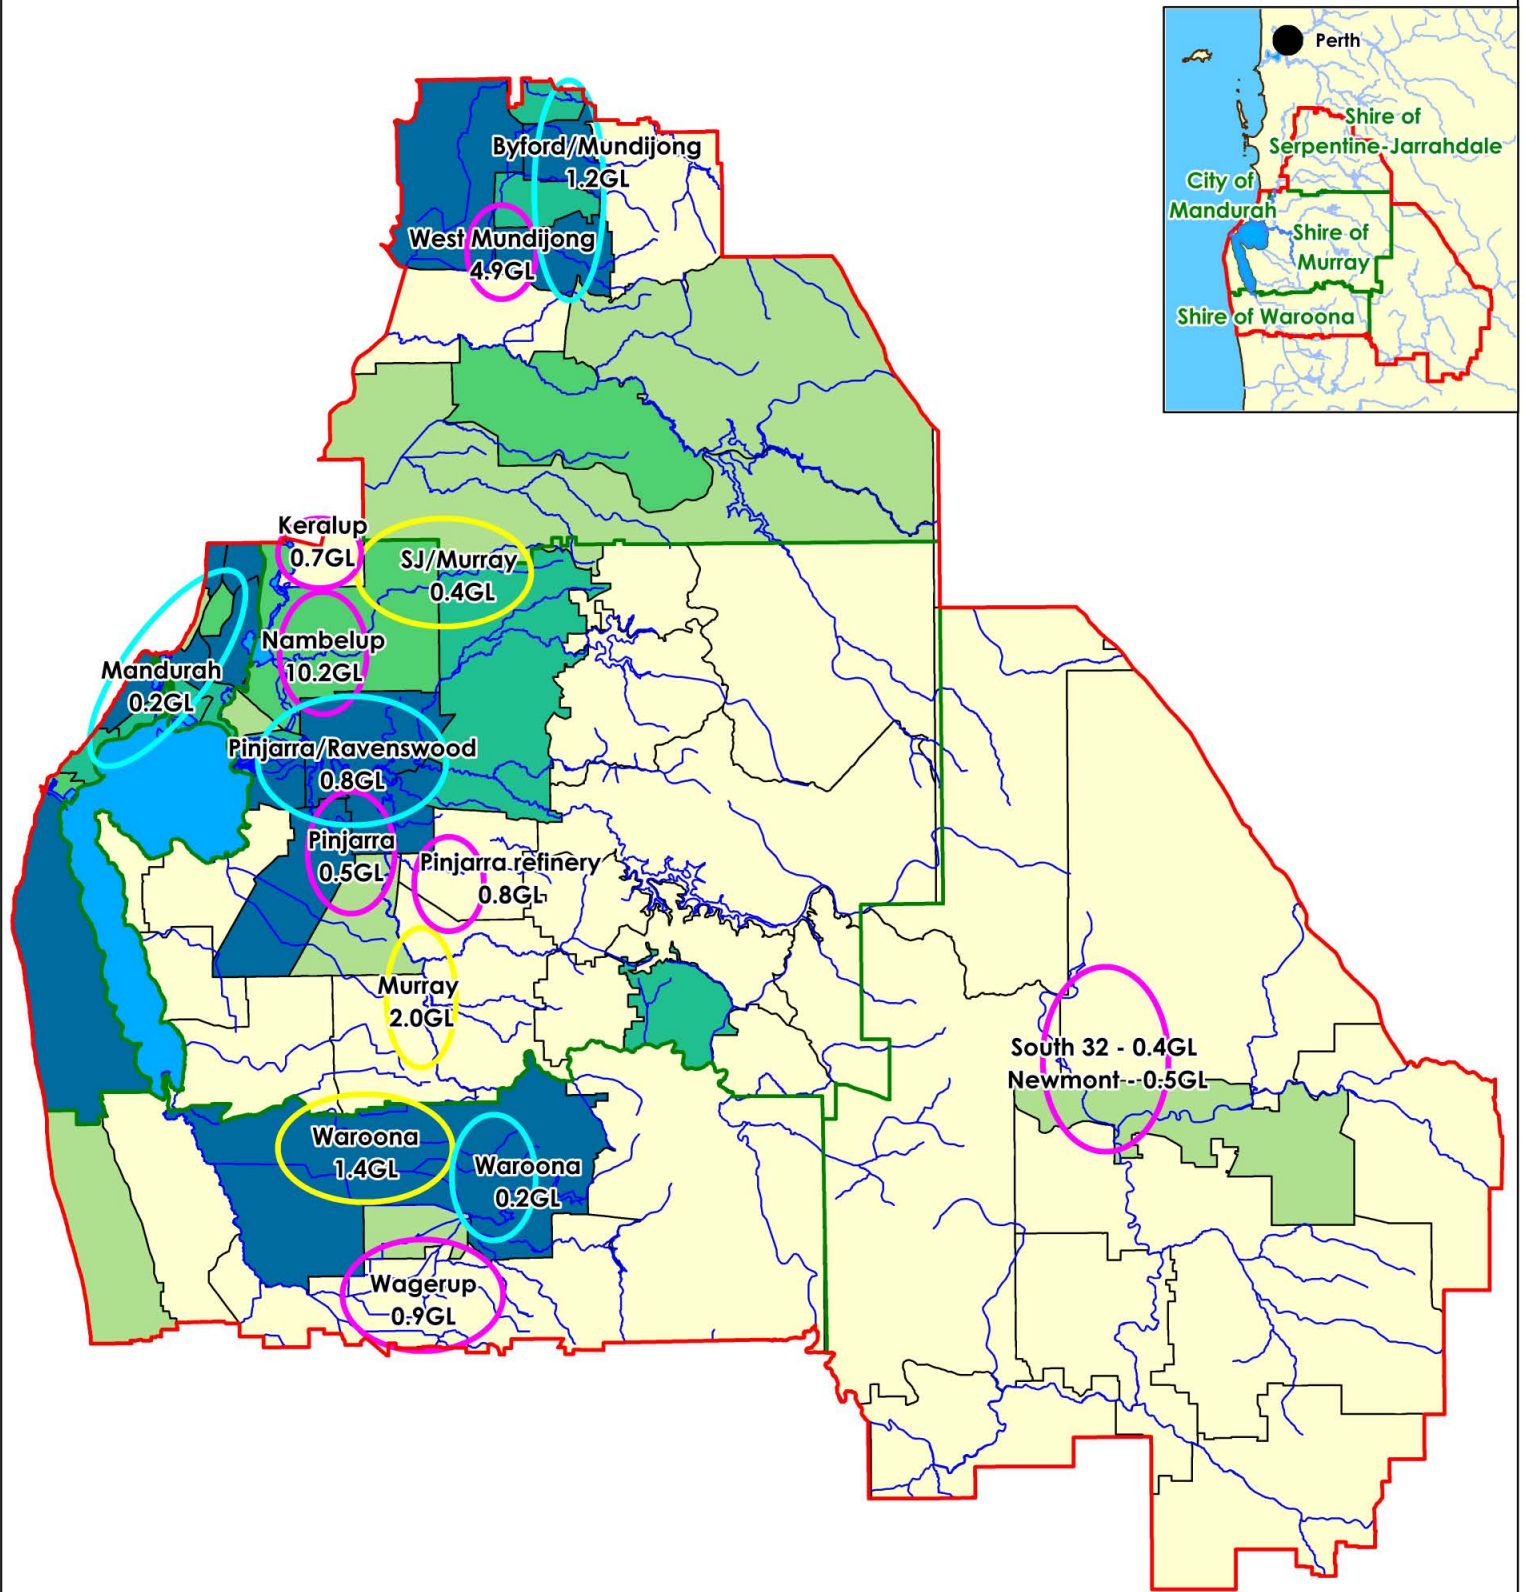 Perth
Shire of
Serpentine-Jarrahdale
City of
Mandurah
Shire of
Murray
Shire of Waroona
Byford/Mundijong
1.2GL
West Mundijong
4.9GL
Keralup
0.7GL
SJ/Murray
0.4GL
Nambelup
10.2GL
Mandurah
0.2GL
Pinjarra/Ravenswood
0.8GL
Pinjarra
0.5GL
Pinjarra refinery
0.8GL
Murray
2.0GL
South 32 - 0.4GL
Newmont - 0.5GL
Waroona
1.4GL
Waroona
0.2GL
Wagerup
0.9GL